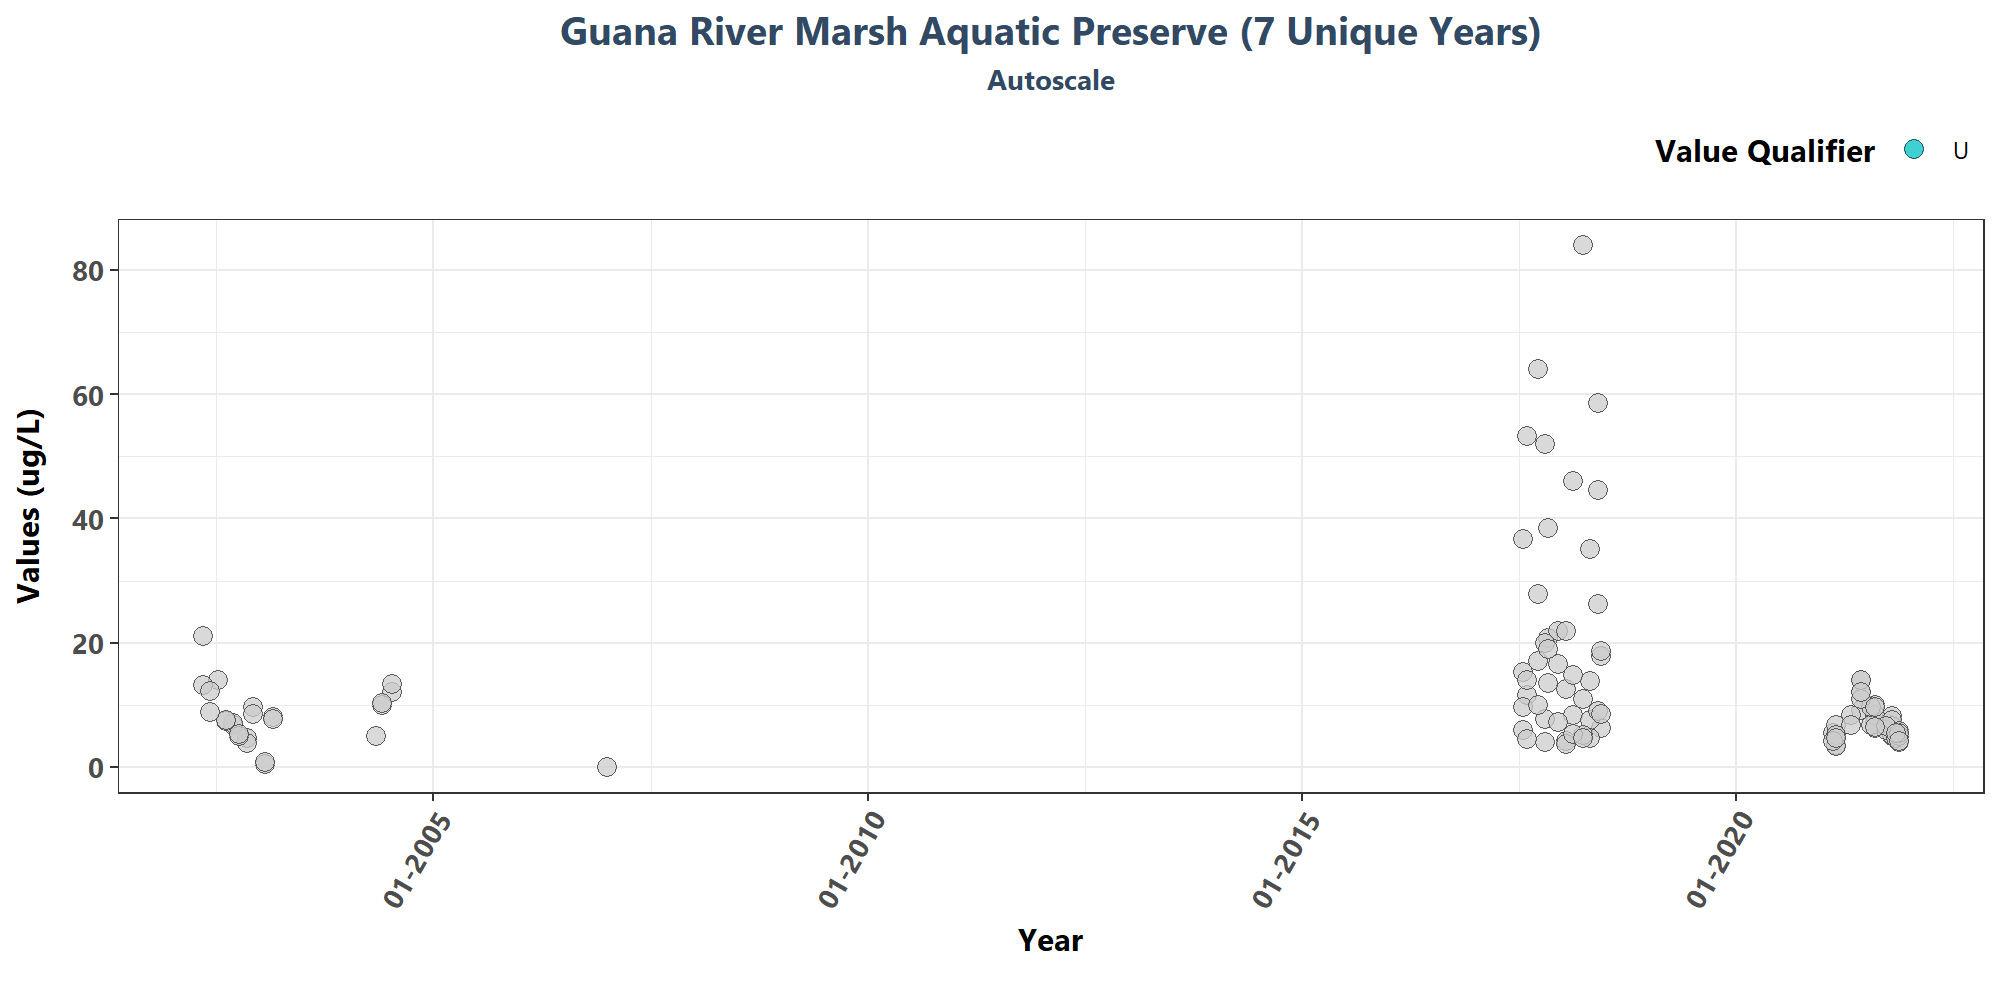 Guana River Marsh Aquatic Preserve (7 Unique Years)
Autoscale
Value Qualifier U
Values (ug/L)
80
60
40
20
0
01-2005
01-2010
01-2015
01-2020
Year